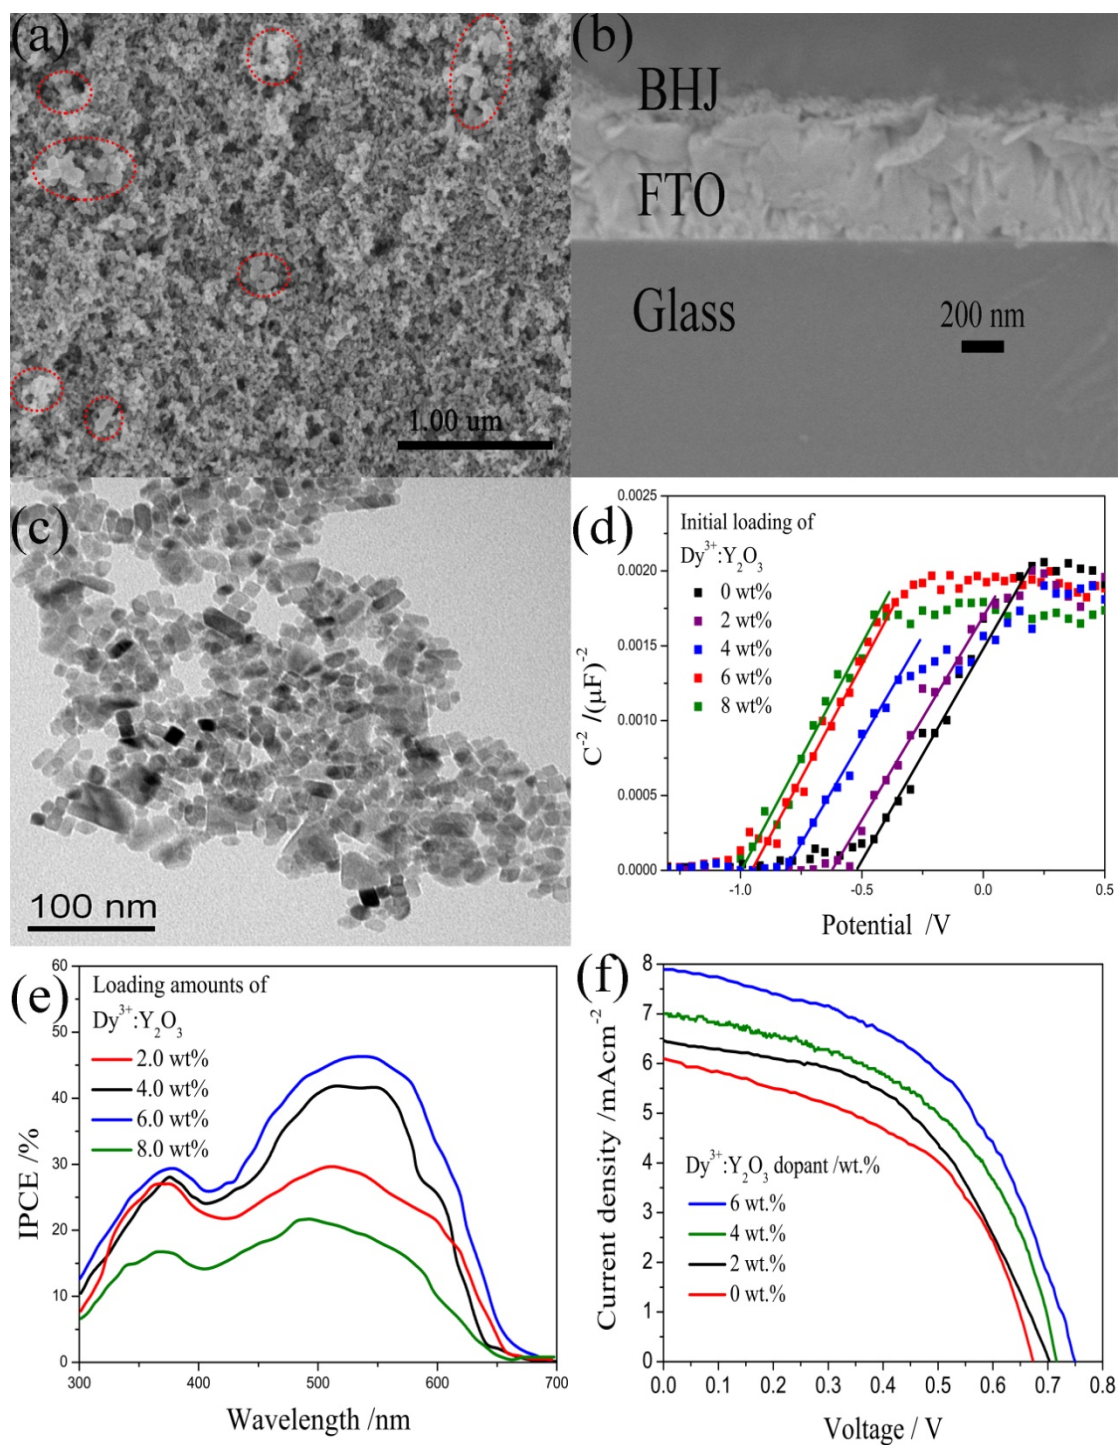 (a)
1.00 um
(b)
BHJ
FTO
Glass
200 nm
(c)
100 nm
(d)
Initial loading of
Dy³⁺:Y₂O₃
0 wt%
2 wt%
4 wt%
6 wt%
8 wt%
C⁻² /(μF)⁻²
0.0025
0.0020
0.0015
0.0010
0.0005
0.0000
-1.0
-0.5
0.0
0.5
Potential /V
(e)
Loading amounts of
Dy³⁺:Y₂O₃
2.0 wt%
4.0 wt%
6.0 wt%
8.0 wt%
IPCE /%
60
50
40
30
20
10
0
300
400
500
600
700
Wavelength /nm
(f)
Current density /mAcm⁻²
8
7
6
5
4
3
2
1
0
Dy³⁺:Y₂O₃ dopant /wt.%
6 wt.%
4 wt.%
2 wt.%
0 wt.%
0.0
0.1
0.2
0.3
0.4
0.5
0.6
0.7
0.8
Voltage / V